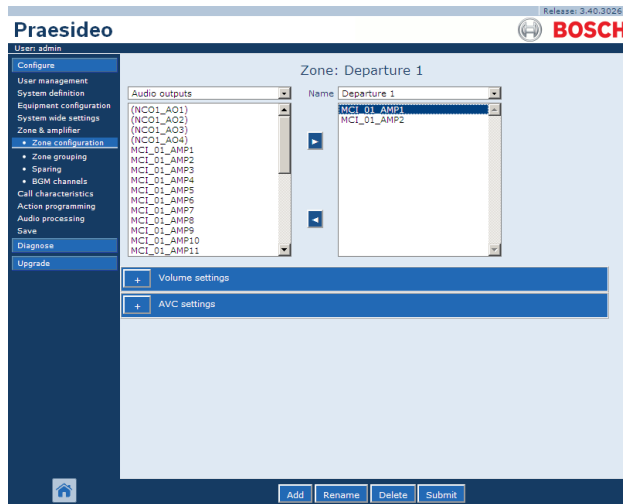 Release: 3.40.3026
Praesideo
BOSCH
User: admin
Configure
User management
System definition
Equipment configuration
System wide settings
Zone & amplifier
• Zone configuration
• Zone grouping
• Sparing
• BGM channels
Call characteristics
Action programming
Audio processing
Save
Diagnose
Upgrade
Zone: Departure 1
Audio outputs
(NCO1_AO1)
(NCO1_AO2)
(NCO1_AO3)
(NCO1_AO4)
MCI_01_AMP1
MCI_01_AMP2
MCI_01_AMP3
MCI_01_AMP4
MCI_01_AMP5
MCI_01_AMP6
MCI_01_AMP7
MCI_01_AMP8
MCI_01_AMP9
MCI_01_AMP10
MCI_01_AMP11
Name Departure 1
MCI_01_AMP1
MCI_01_AMP2
+ Volume settings
+ AVC settings
Add Rename Delete Submit